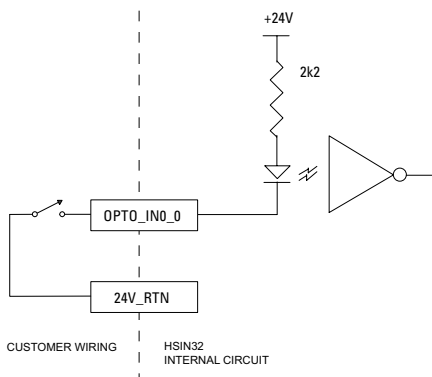 +24V
2k2
OPTO_IN0_0
24V_RTN
CUSTOMER WIRING
HSIN32
INTERNAL CIRCUIT